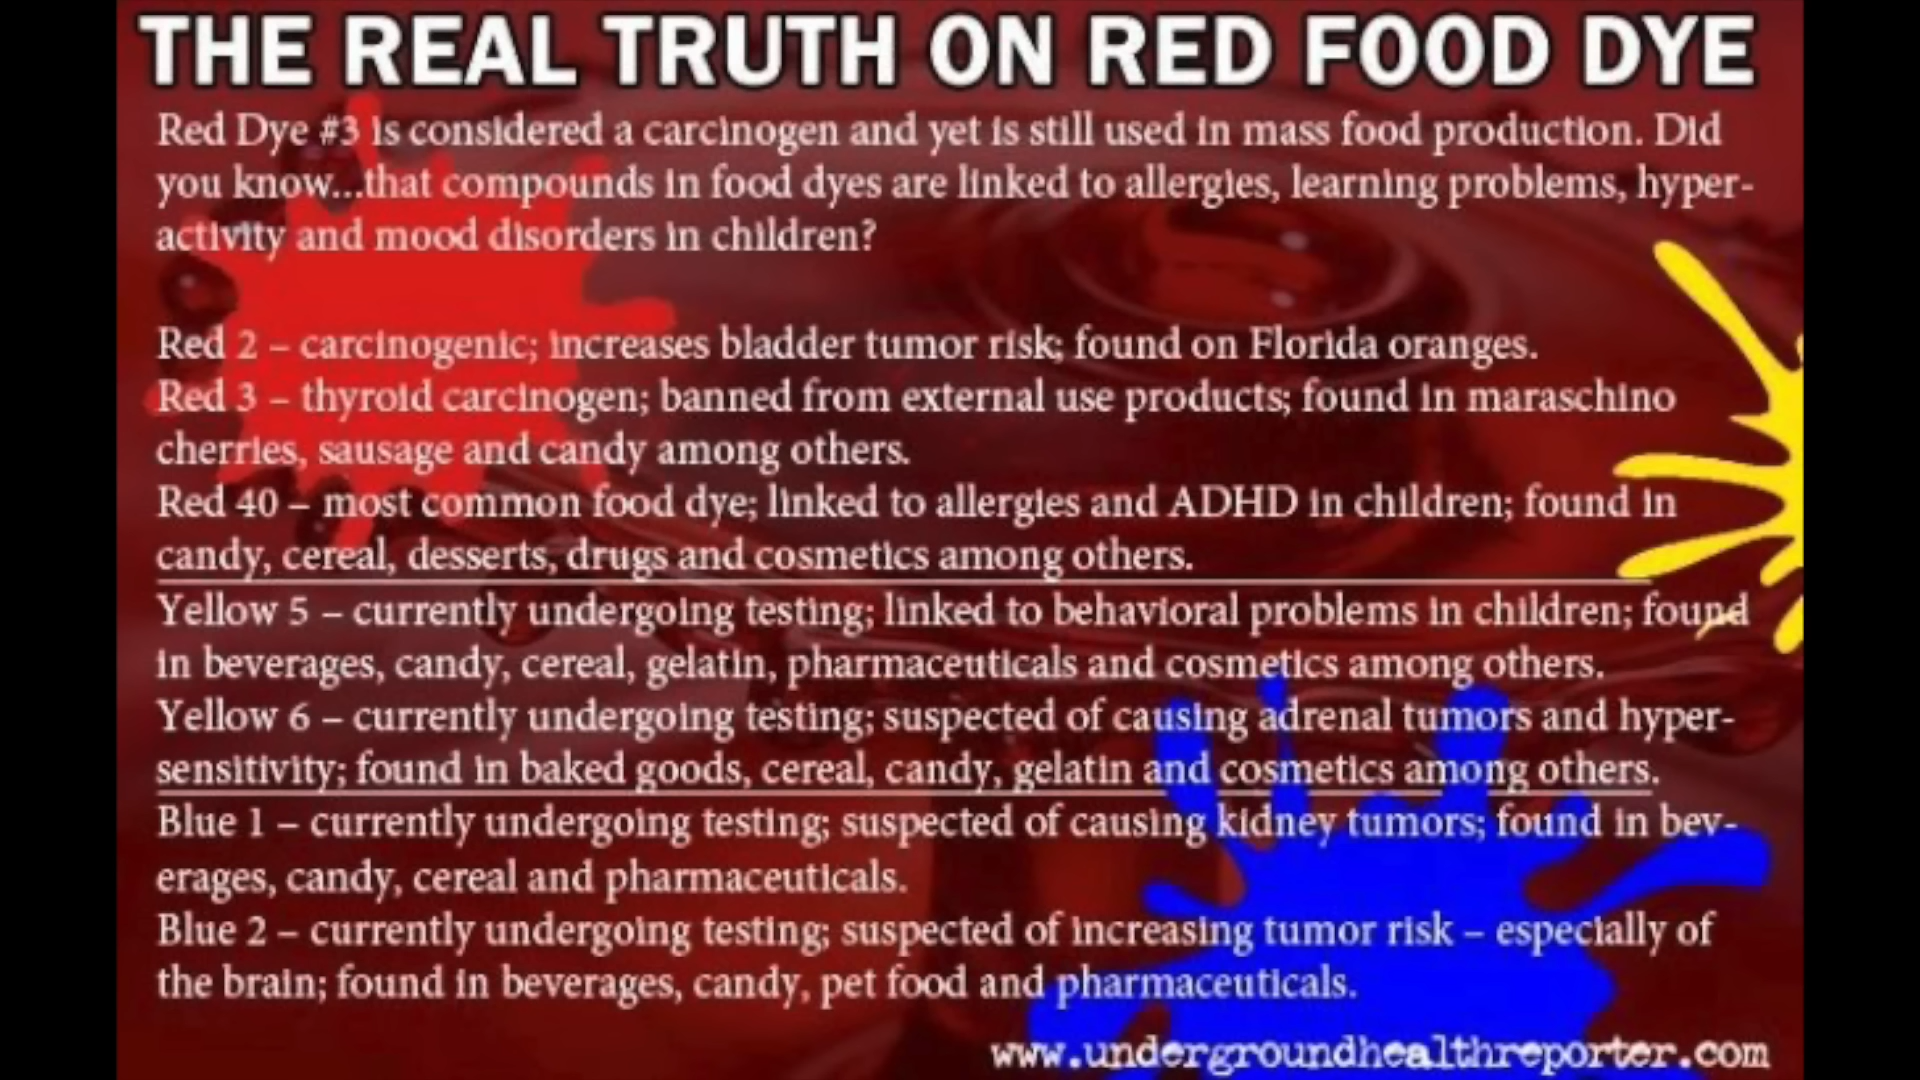 THE REAL TRUTH ON RED FOOD DYE
Red Dye #3 is considered a carcinogen and yet is still used in mass food production. Did
you know...that compounds in food dyes are linked to allergies, learning problems, hyper-
activity and mood disorders in children?
Red 2 – carcinogenic; increases bladder tumor risk; found on Florida oranges.
Red 3 – thyroid carcinogen; banned from external use products; found in maraschino
cherries, sausage and candy among others.
Red 40 – most common food dye; linked to allergies and ADHD in children; found in
candy, cereal, desserts, drugs and cosmetics among others.
Yellow 5 – currently undergoing testing; linked to behavioral problems in children; found
in beverages, candy, cereal, gelatin, pharmaceuticals and cosmetics among others.
Yellow 6 – currently undergoing testing; suspected of causing adrenal tumors and hyper-
sensitivity; found in baked goods, cereal, candy, gelatin and cosmetics among others.
Blue 1 – currently undergoing testing; suspected of causing kidney tumors; found in bev-
erages, candy, cereal and pharmaceuticals.
Blue 2 – currently undergoing testing; suspected of increasing tumor risk – especially of
the brain; found in beverages, candy, pet food and pharmaceuticals.
www.undergroundhealthreporter.com